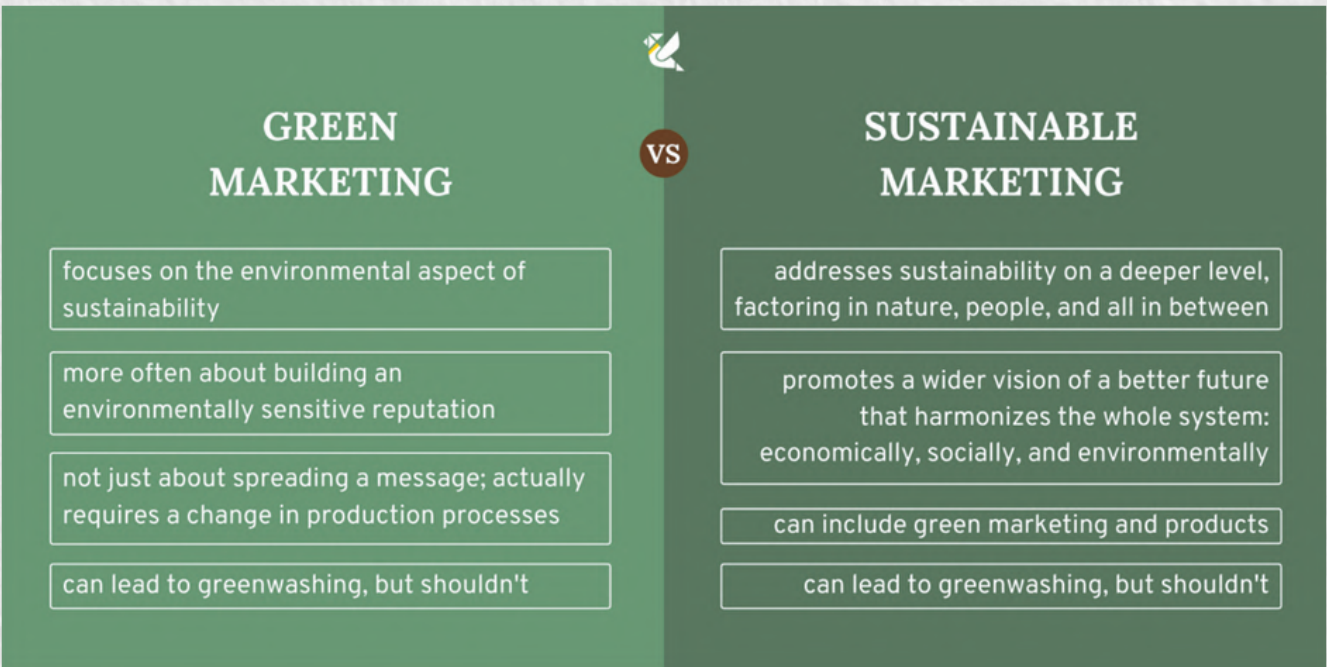 GREEN
MARKETING
focuses on the environmental aspect of
sustainability
more often about building an
environmentally sensitive reputation
not just about spreading a message; actually
requires a change in production processes
can lead to greenwashing, but shouldn't
VS
SUSTAINABLE
MARKETING
addresses sustainability on a deeper level,
factoring in nature, people, and all in between
promotes a wider vision of a better future
that harmonizes the whole system:
economically, socially, and environmentally
can include green marketing and products
can lead to greenwashing, but shouldn't